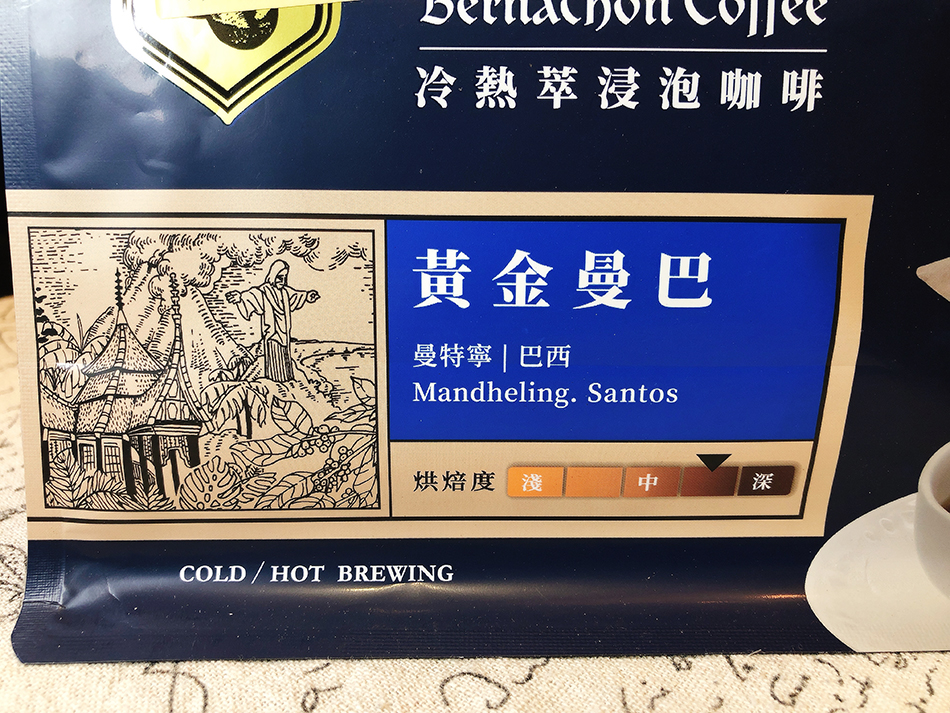 Bernachon Coffee
冷熱萃浸泡咖啡
黃金曼巴
曼特寧 | 巴西
Mandheling. Santos
烘焙度 淺 中 深
COLD / HOT BREWING